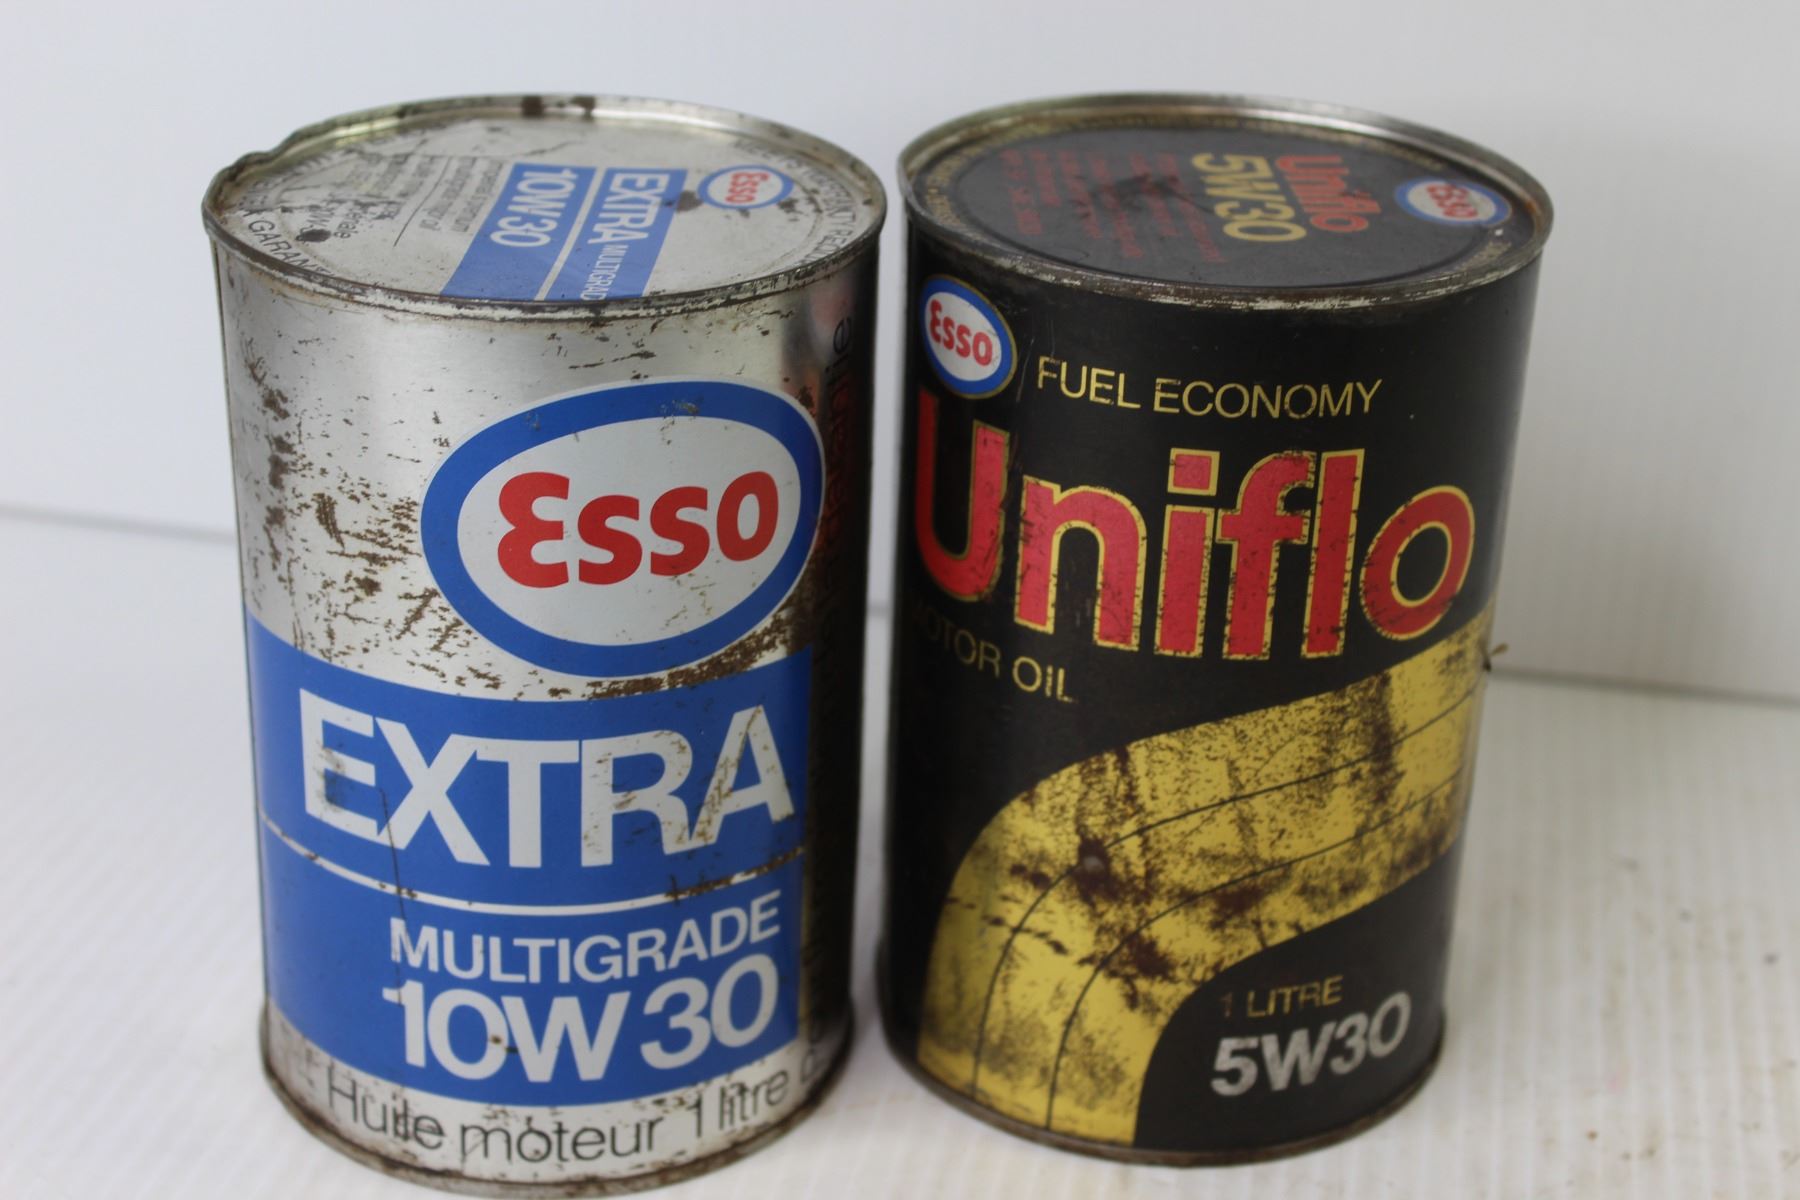 Esso
EXTRA MULTIGRADE
10W30
Esso
EXTRA
MULTIGRADE
10W30
Huile moteur 1 litre
Esso
Uniflo
5W30
Esso
FUEL ECONOMY
Uniflo
MOTOR OIL
1 LITRE
5W30